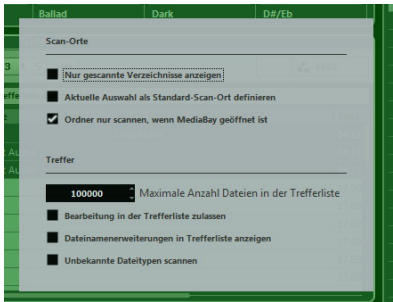 Ballad Dark D#/Eb
Scan-Orte
Nur gescannte Verzeichnisse anzeigen
Aktuelle Auswahl als Standard-Scan-Ort definieren
Ordner nur scannen, wenn MediaBay geöffnet ist
Treffer
100000 Maximale Anzahl Dateien in der Trefferliste
Bearbeitung in der Trefferliste zulassen
Dateinamenerweiterungen in Trefferliste anzeigen
Unbekannte Dateitypen scannen